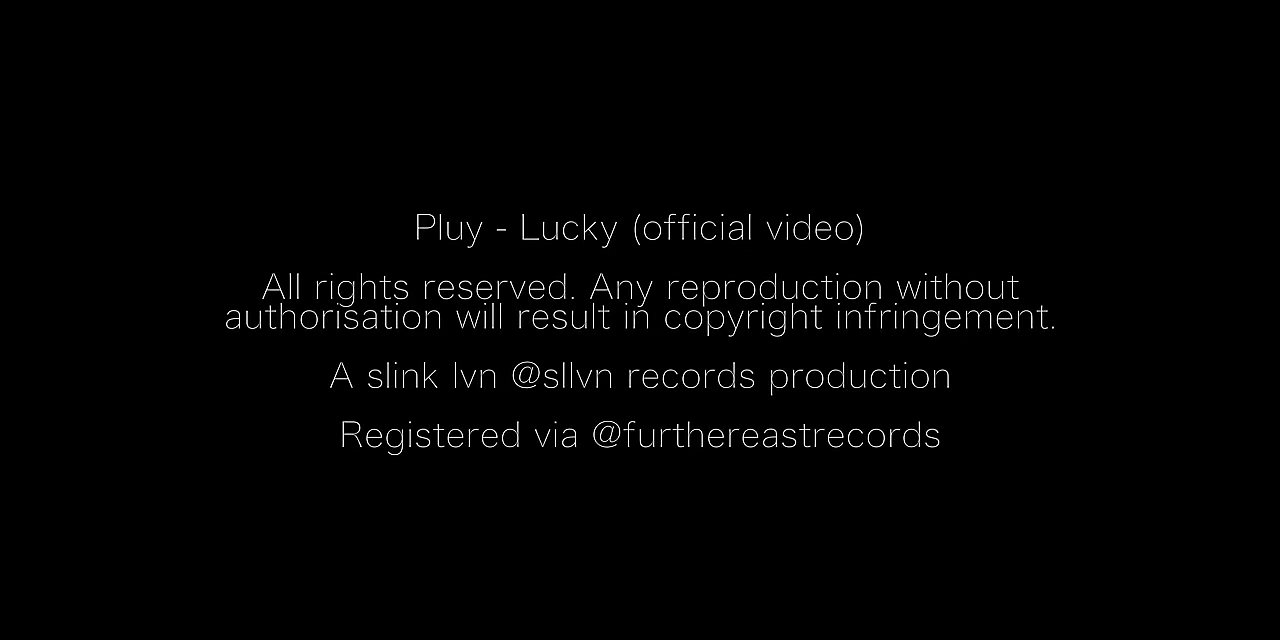 Pluy - Lucky (official video)
All rights reserved. Any reproduction without
authorisation will result in copyright infringement.
A slink lvn @sllvn records production
Registered via @furthereastrecords